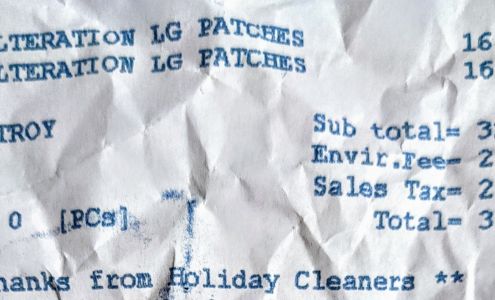 LTERATION LG PATCHES 16
LTERATION LG PATCHES 16
TROY Sub total= 3
Envir.Fee= 2
Sales Tax= 2
0 [PCs] Total= 3
hanks from Holiday Cleaners **